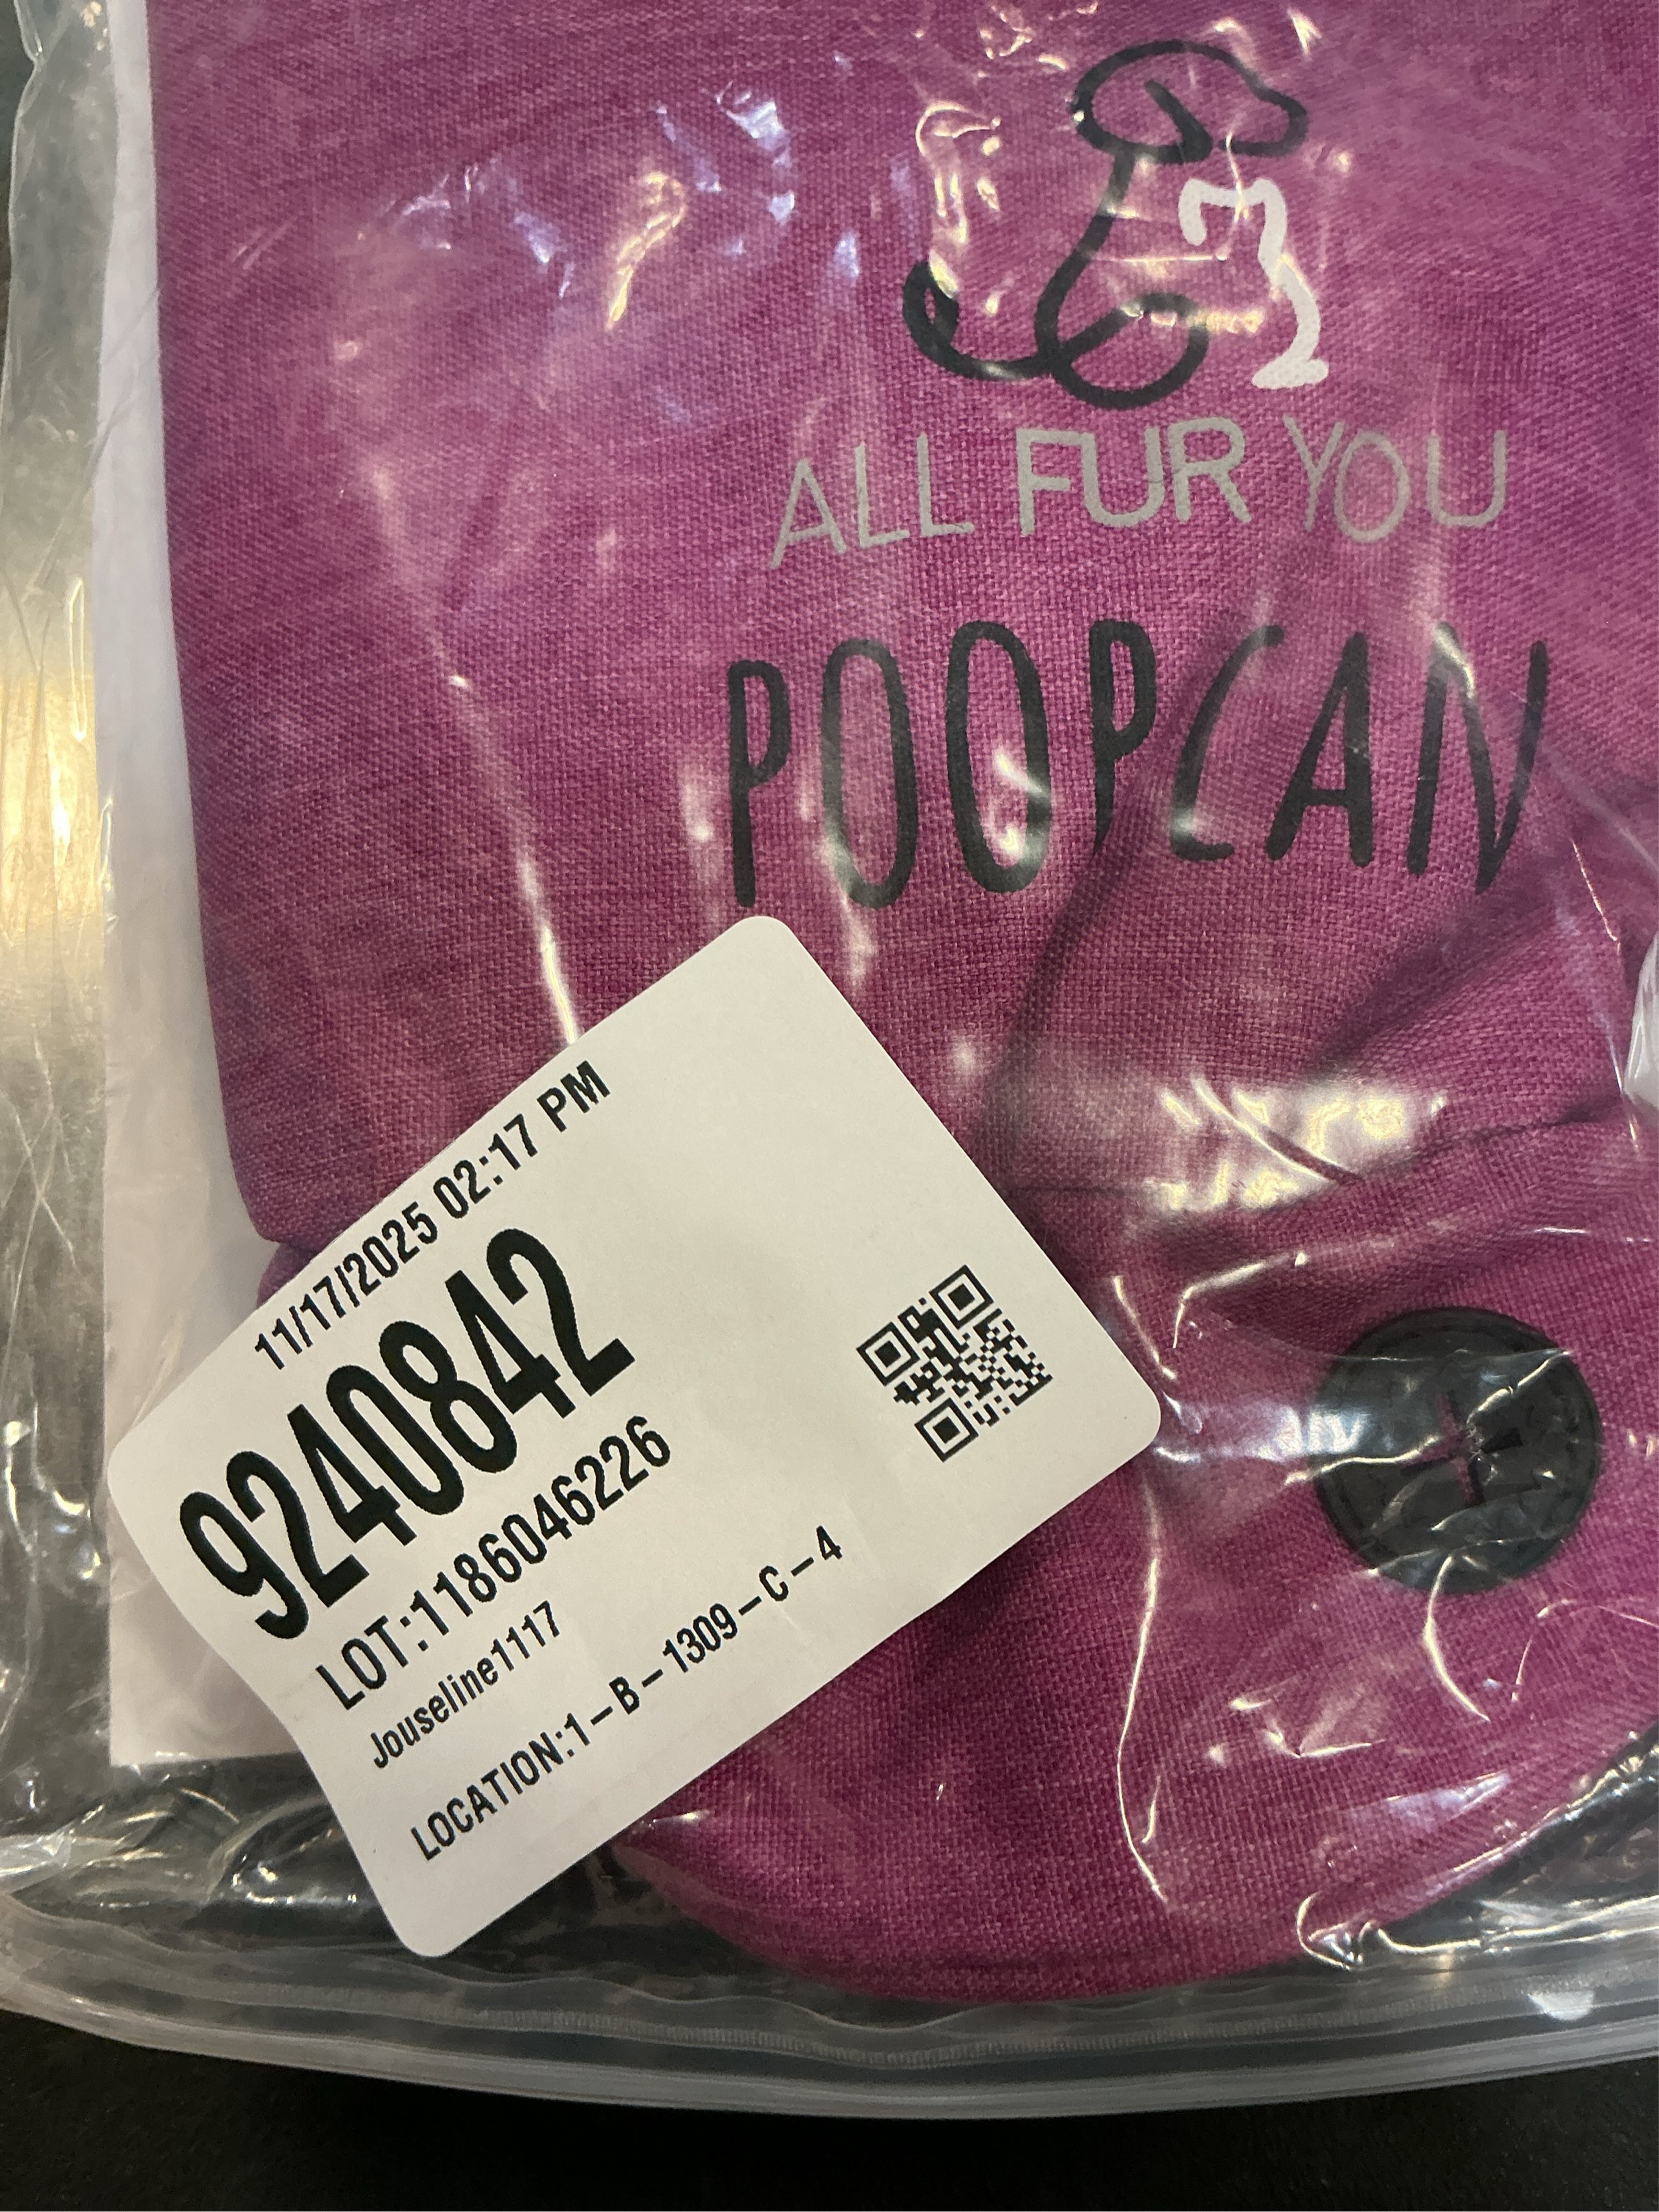 ALL FUR YOU
POOPCAN
11/17/2025 02:17 PM
9240842
LOT:1186046226
Jouseline1117
LOCATION:1-B-1309-C-4